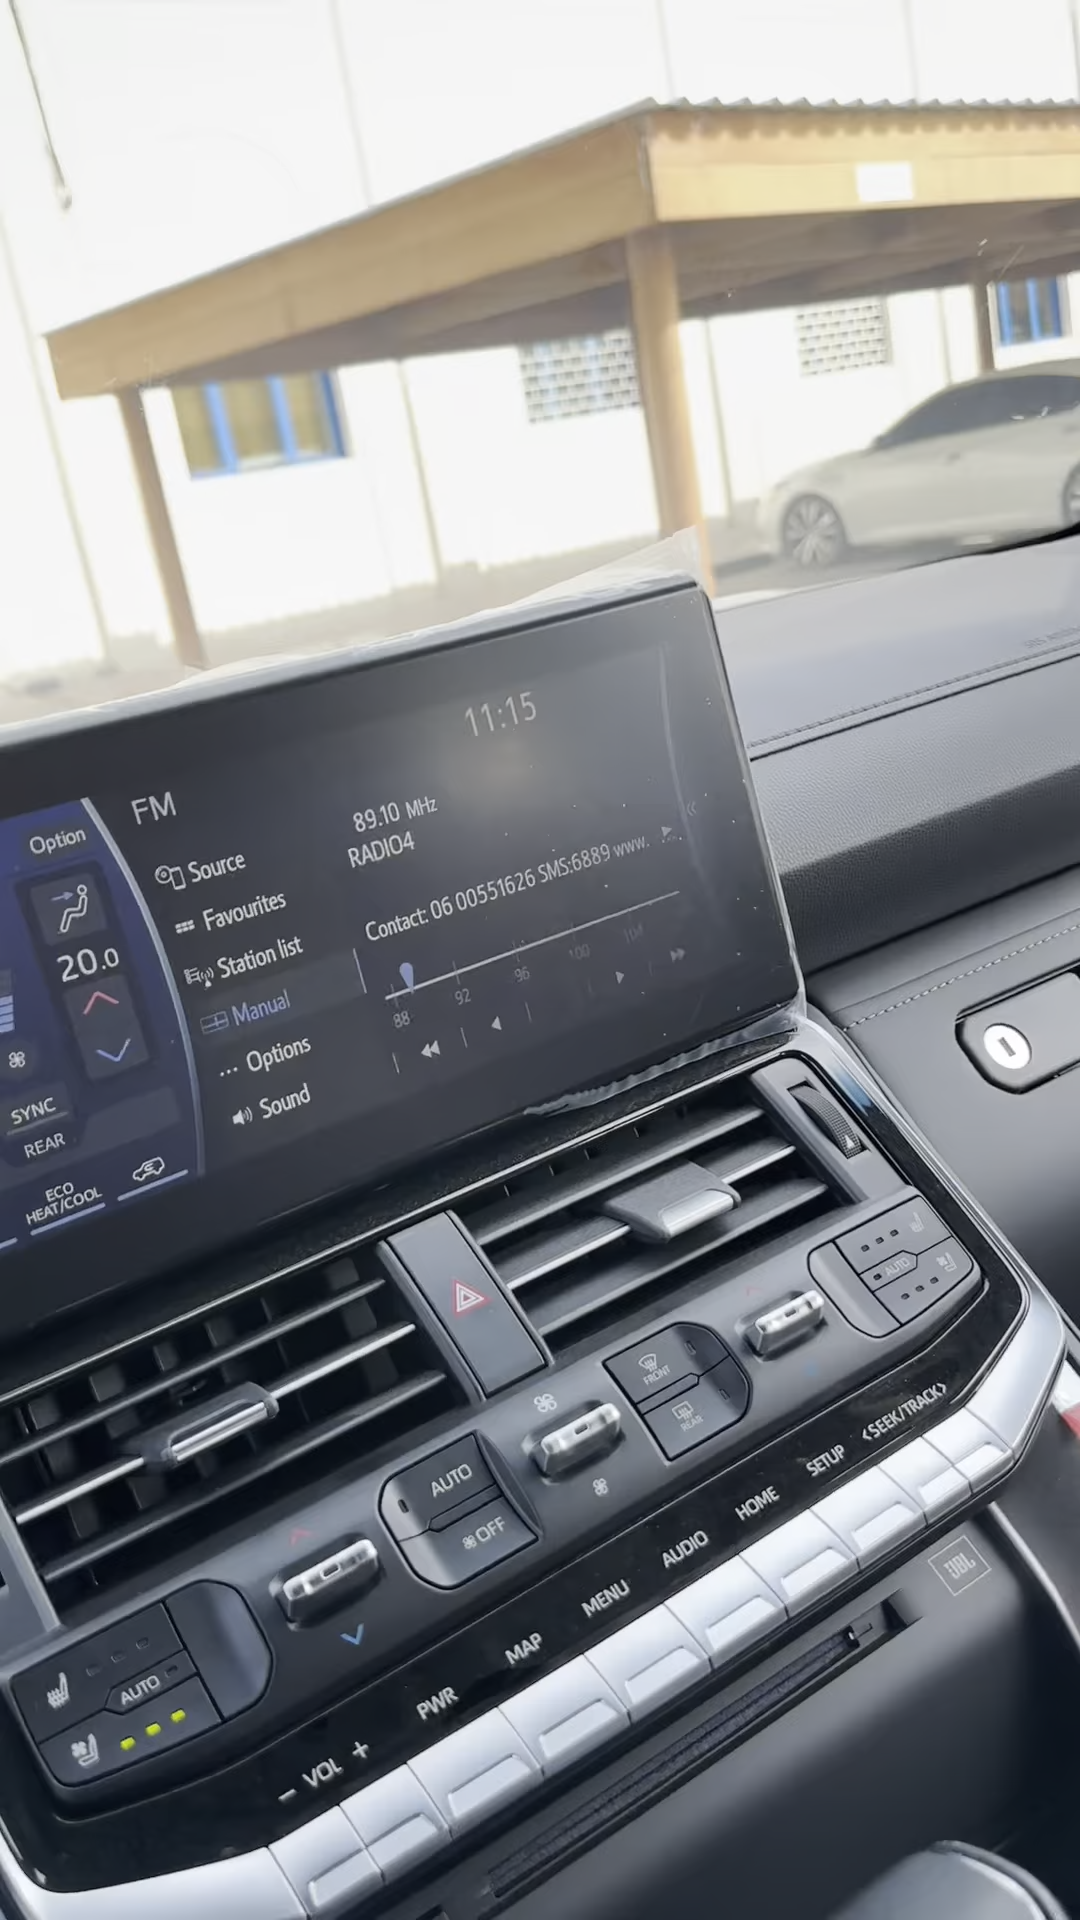 11:15
FM
89.10 MHz
RADIO4
Contact: 06 00551626 SMS:6889 www.
Source
Favourites
Station list
Manual
... Options
Sound
88
92
96
100
104
Option
20.0
SYNC
REAR
ECO
HEAT/COOL
AUTO
FRONT
REAR
AUTO
OFF
AUTO
- VOL +
PWR
MAP
MENU
AUDIO
HOME
SETUP
<SEEK/TRACK>
JBL